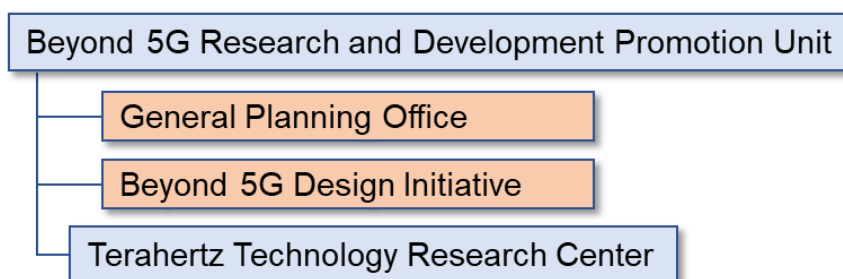 Beyond 5G Research and Development Promotion Unit
General Planning Office
Beyond 5G Design Initiative
Terahertz Technology Research Center